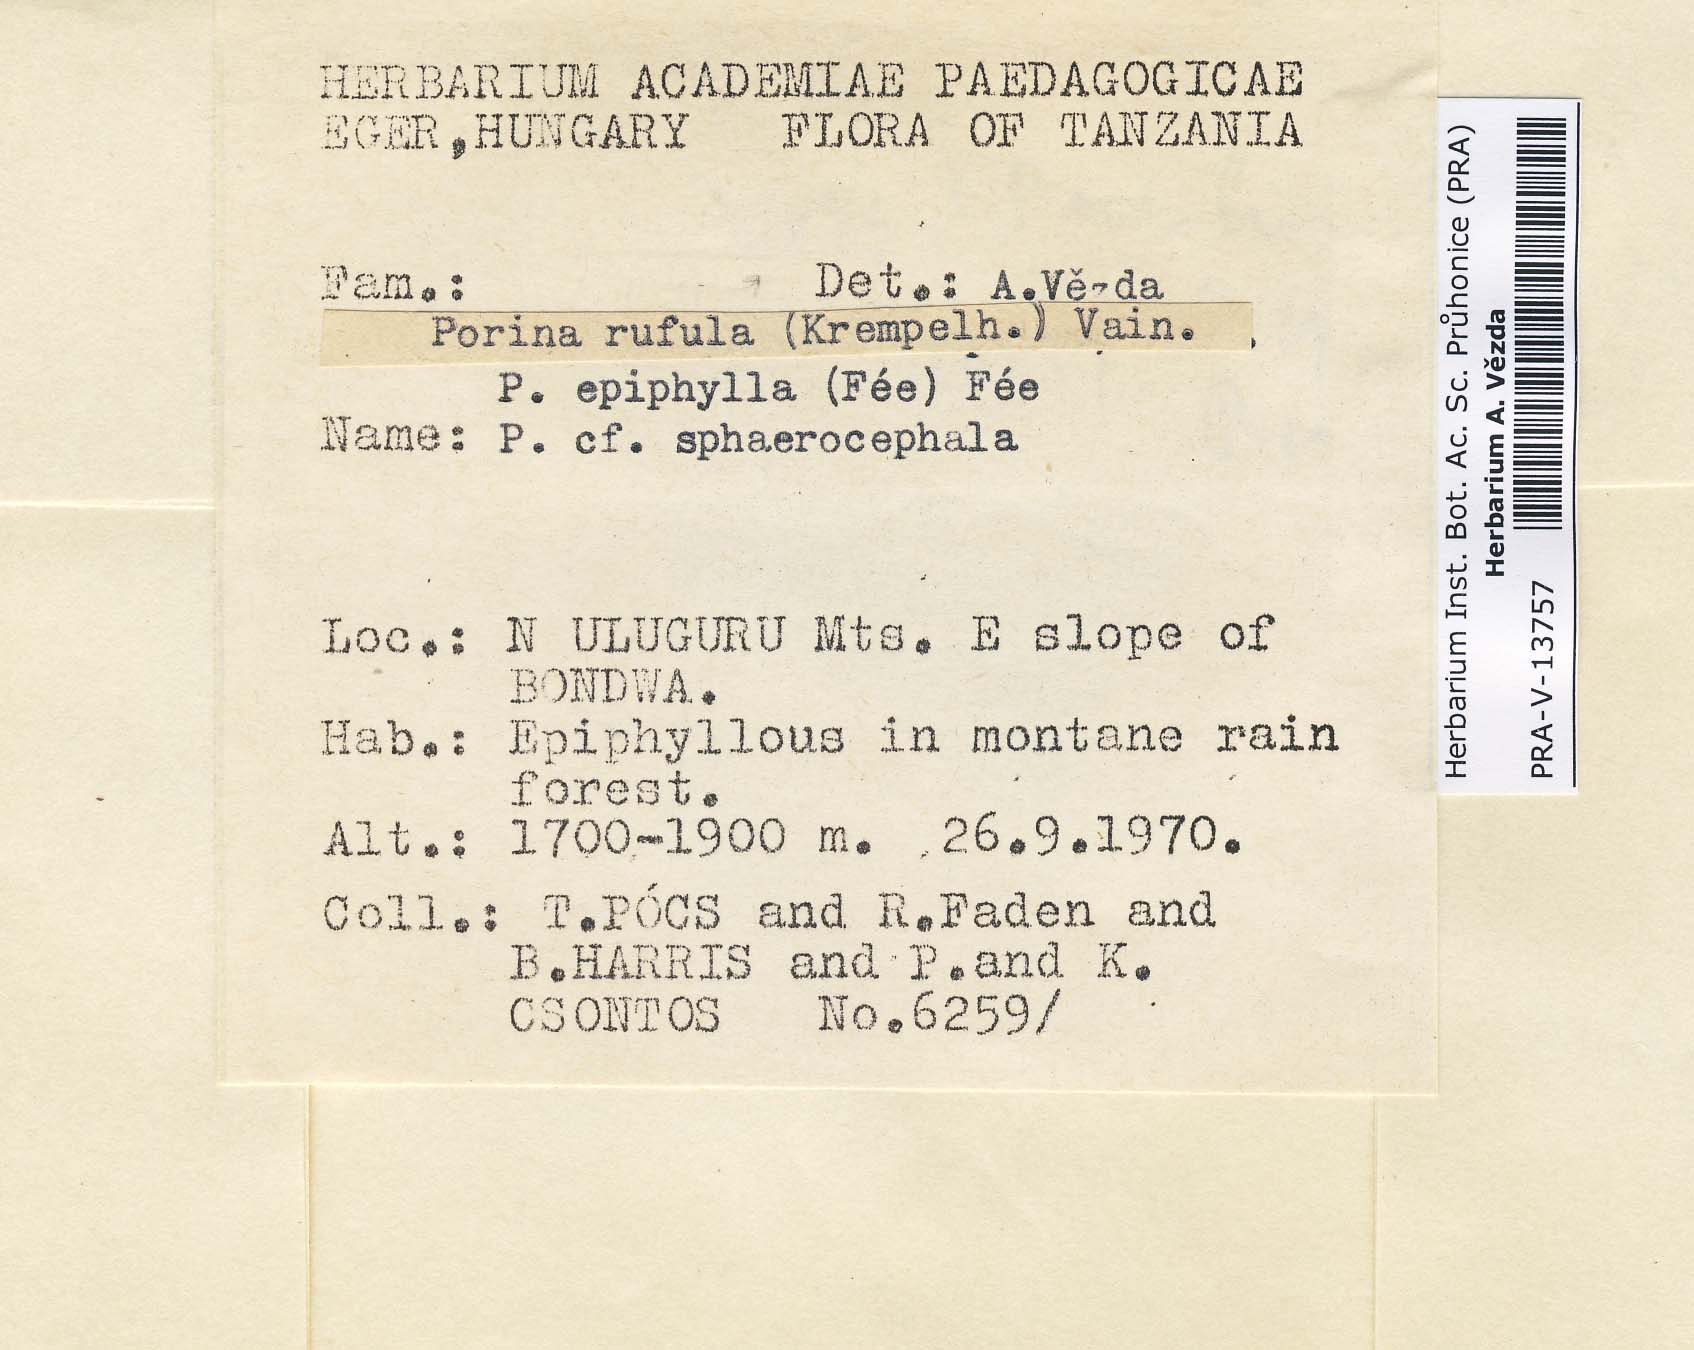 HERBARIUM ACADEMIAE PAEDAGOGICAE
EGER, HUNGARY FLORA OF TANZANIA
Fam.: Det.: A.Vězda
Porina rufula (Krempelh.) Vain.
P. epiphylla (Fée) Fée
Name: P. cf. sphaerocephala
Loc.: N ULUGURU Mts. E slope of
BONDWA.
Hab.: Epiphyllous in montane rain
forest.
Alt.: 1700-1900 m. 26.9.1970.
Coll.: T.PÓCS and R.Faden and
B.HARRIS and P.and K.
CSONTOS No.6259/
Herbarium Inst. Bot. Ac. Sc. Průhonice (PRA)
Herbarium A. Vězda
PRA-V-13757